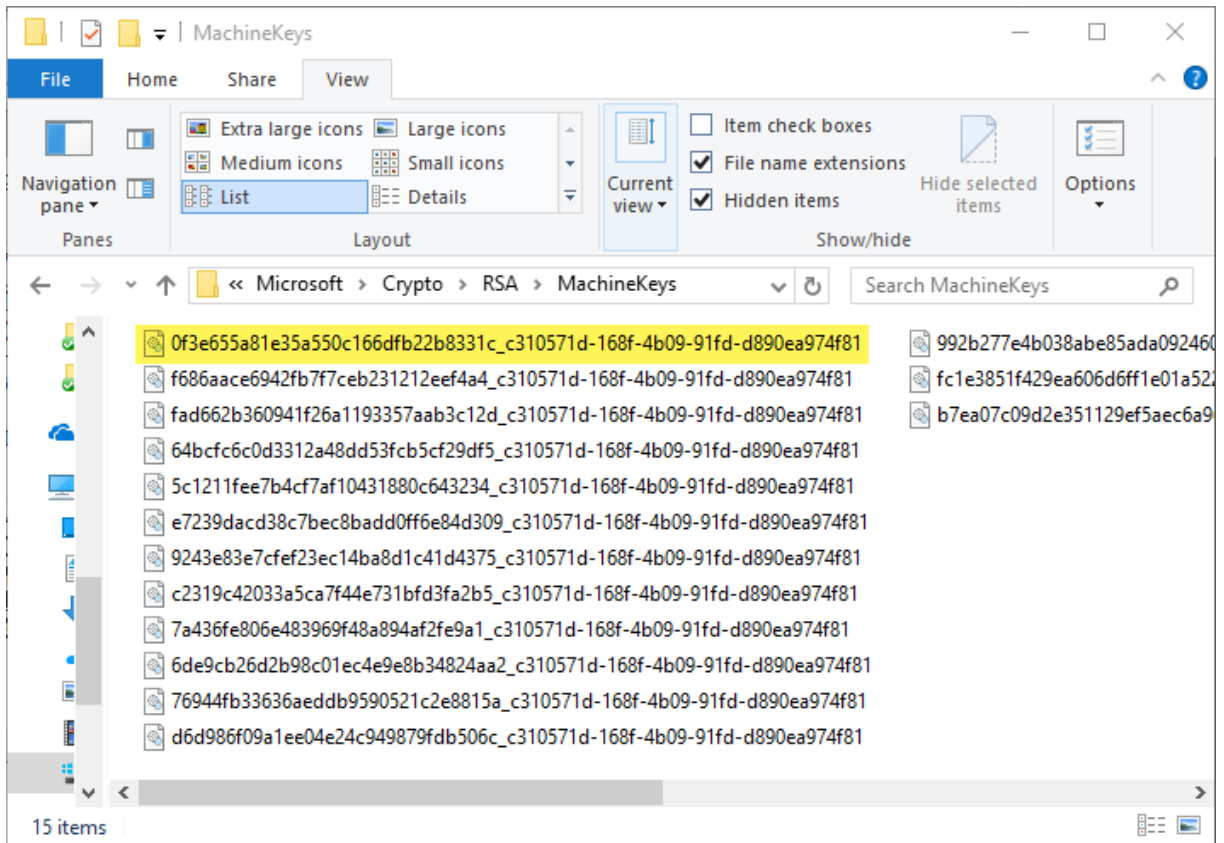 MachineKeys
File Home Share View
Extra large icons Large icons
Medium icons Small icons
List Details
Navigation pane
Current view
Item check boxes
File name extensions
Hidden items
Hide selected items
Options
Panes Layout Show/hide
« Microsoft > Crypto > RSA > MachineKeys
Search MachineKeys
0f3e655a81e35a550c166dfb22b8331c_c310571d-168f-4b09-91fd-d890ea974f81
f686aace6942fb7f7ceb231212eef4a4_c310571d-168f-4b09-91fd-d890ea974f81
fad662b360941f26a1193357aab3c12d_c310571d-168f-4b09-91fd-d890ea974f81
64bcfc6c0d3312a48dd53fcb5cf29df5_c310571d-168f-4b09-91fd-d890ea974f81
5c1211fee7b4cf7af10431880c643234_c310571d-168f-4b09-91fd-d890ea974f81
e7239dacd38c7bec8badd0ff6e84d309_c310571d-168f-4b09-91fd-d890ea974f81
9243e83e7cfef23ec14ba8d1c41d4375_c310571d-168f-4b09-91fd-d890ea974f81
c2319c42033a5ca7f44e731bfd3fa2b5_c310571d-168f-4b09-91fd-d890ea974f81
7a436fe806e483969f48a894af2fe9a1_c310571d-168f-4b09-91fd-d890ea974f81
6de9cb26d2b98c01ec4e9e8b34824aa2_c310571d-168f-4b09-91fd-d890ea974f81
76944fb33636aeddb9590521c2e8815a_c310571d-168f-4b09-91fd-d890ea974f81
d6d986f09a1ee04e24c949879fdb506c_c310571d-168f-4b09-91fd-d890ea974f81
992b277e4b038abe85ada092460
fc1e3851f429ea606d6ff1e01a522
b7ea07c09d2e351129ef5aec6a9
15 items